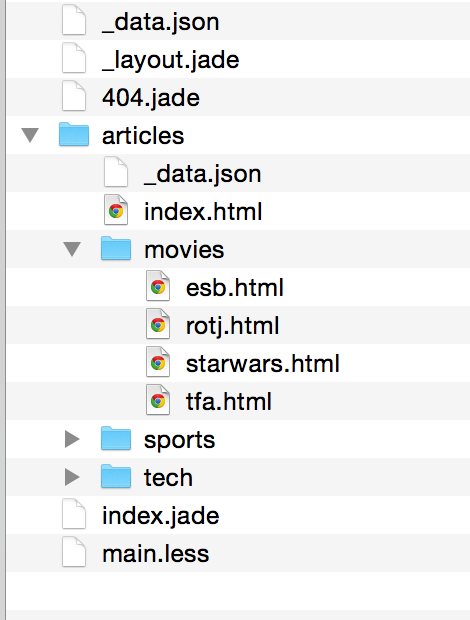 _data.json
_layout.jade
404.jade
articles
_data.json
index.html
movies
esb.html
rotj.html
starwars.html
tfa.html
sports
tech
index.jade
main.less